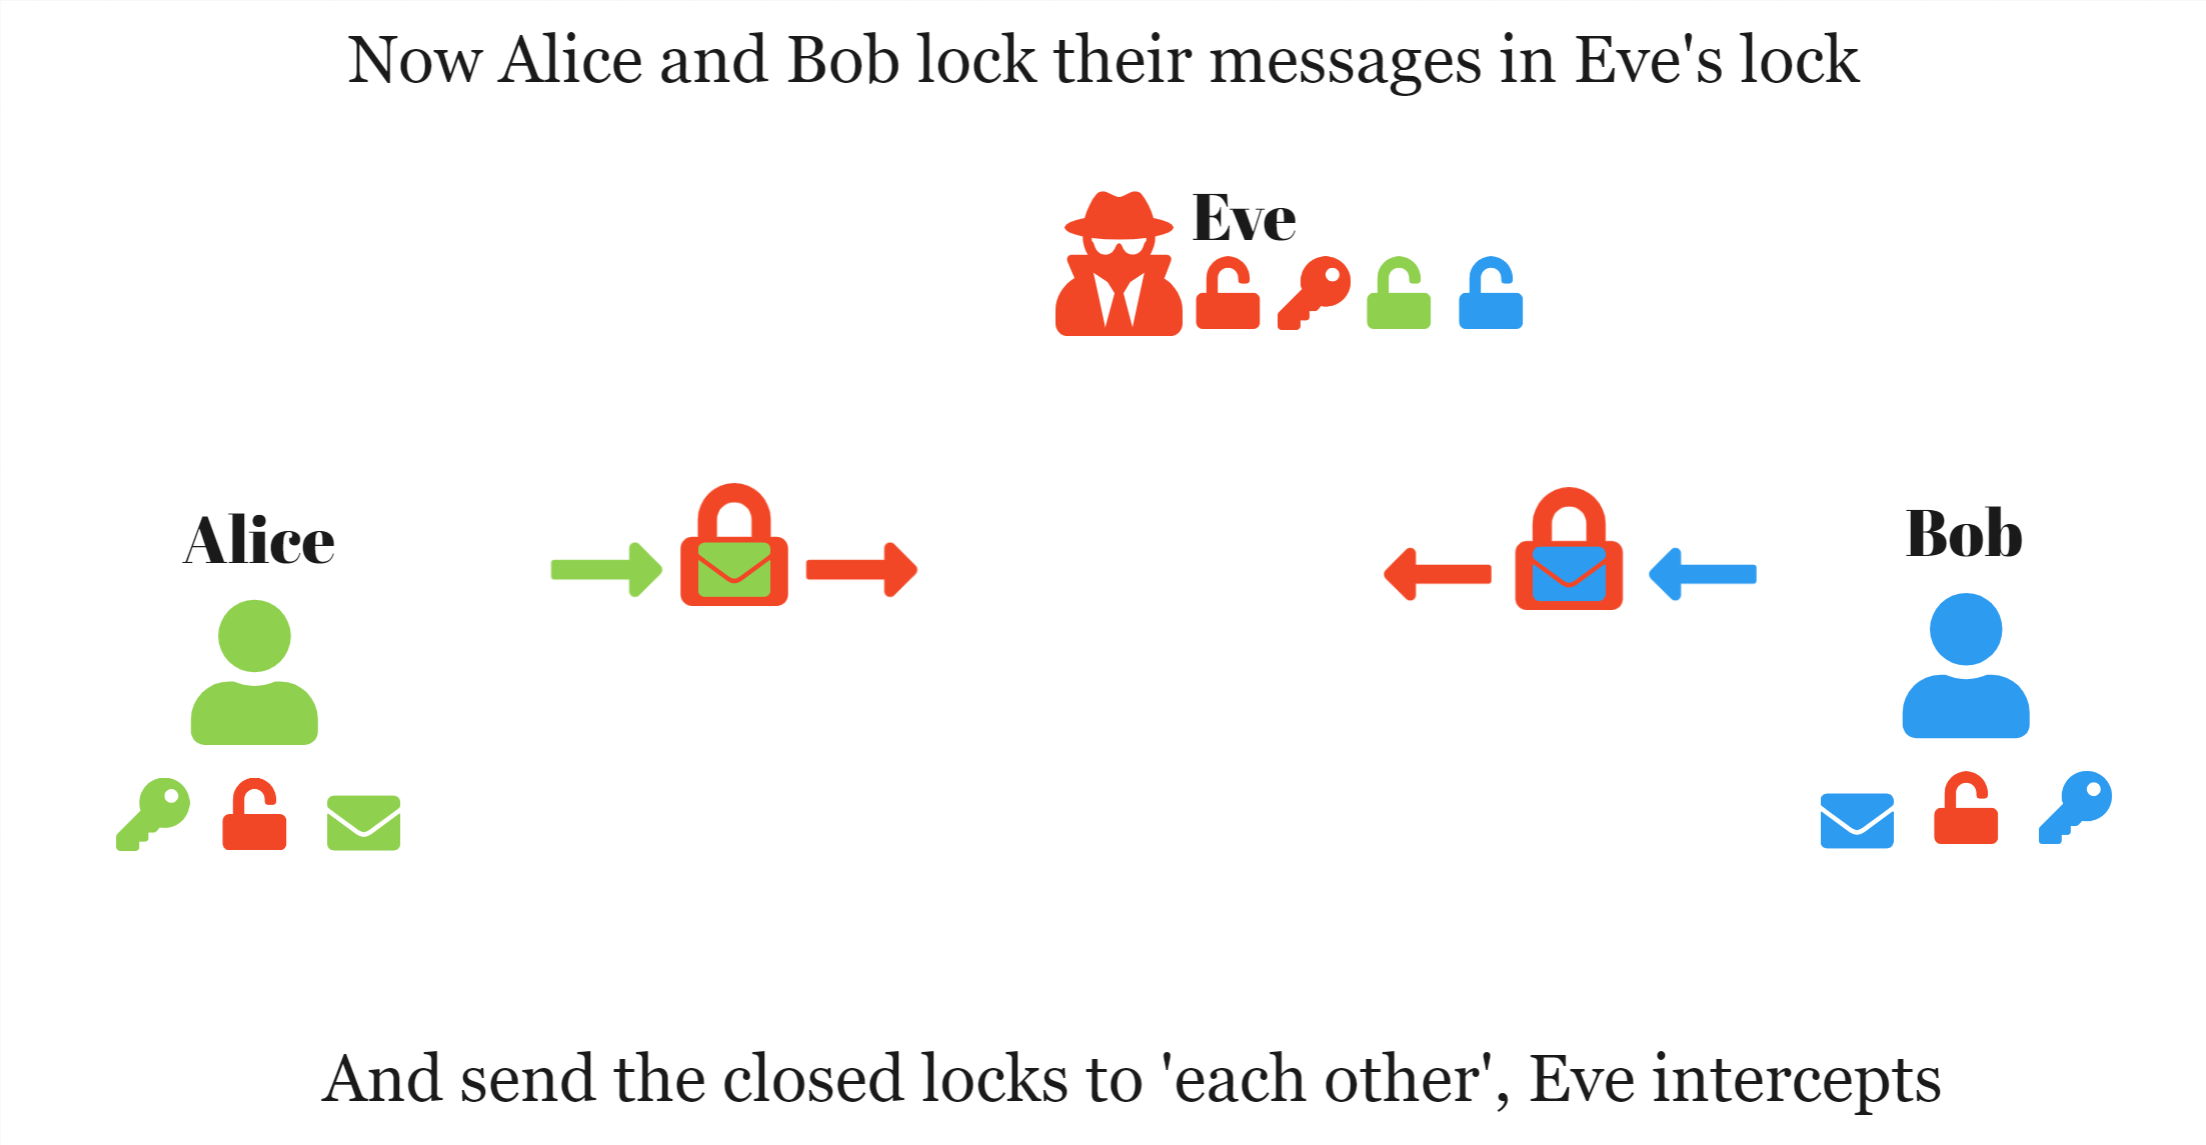 Now Alice and Bob lock their messages in Eve's lock
Eve
Alice
Bob
And send the closed locks to 'each other', Eve intercepts